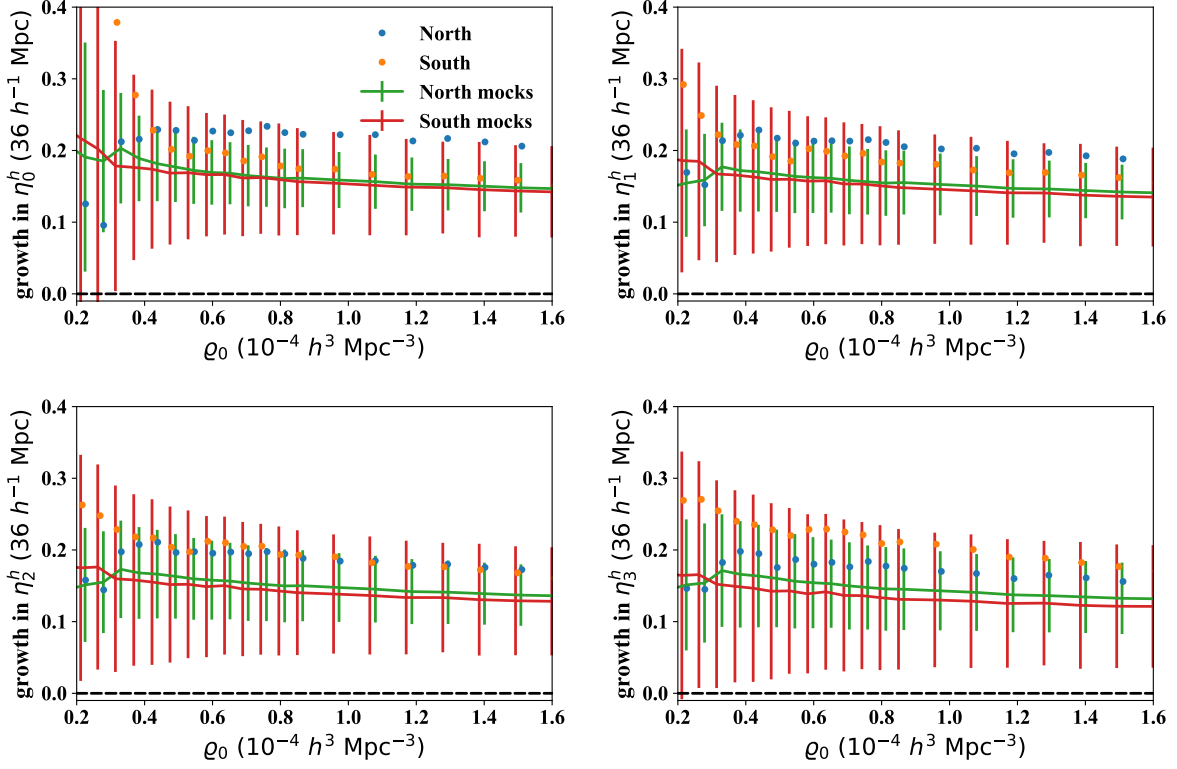 growth in η₀ʰ (36 h⁻¹ Mpc)
0.4
0.3
0.2
0.1
0.0
North
South
North mocks
South mocks
0.2 0.4 0.6 0.8 1.0 1.2 1.4 1.6
ϱ₀ (10⁻⁴ h³ Mpc⁻³)
growth in η₁ʰ (36 h⁻¹ Mpc)
0.4
0.3
0.2
0.1
0.0
0.2 0.4 0.6 0.8 1.0 1.2 1.4 1.6
ϱ₀ (10⁻⁴ h³ Mpc⁻³)
growth in η₂ʰ (36 h⁻¹ Mpc)
0.4
0.3
0.2
0.1
0.0
0.2 0.4 0.6 0.8 1.0 1.2 1.4 1.6
ϱ₀ (10⁻⁴ h³ Mpc⁻³)
growth in η₃ʰ (36 h⁻¹ Mpc)
0.4
0.3
0.2
0.1
0.0
0.2 0.4 0.6 0.8 1.0 1.2 1.4 1.6
ϱ₀ (10⁻⁴ h³ Mpc⁻³)